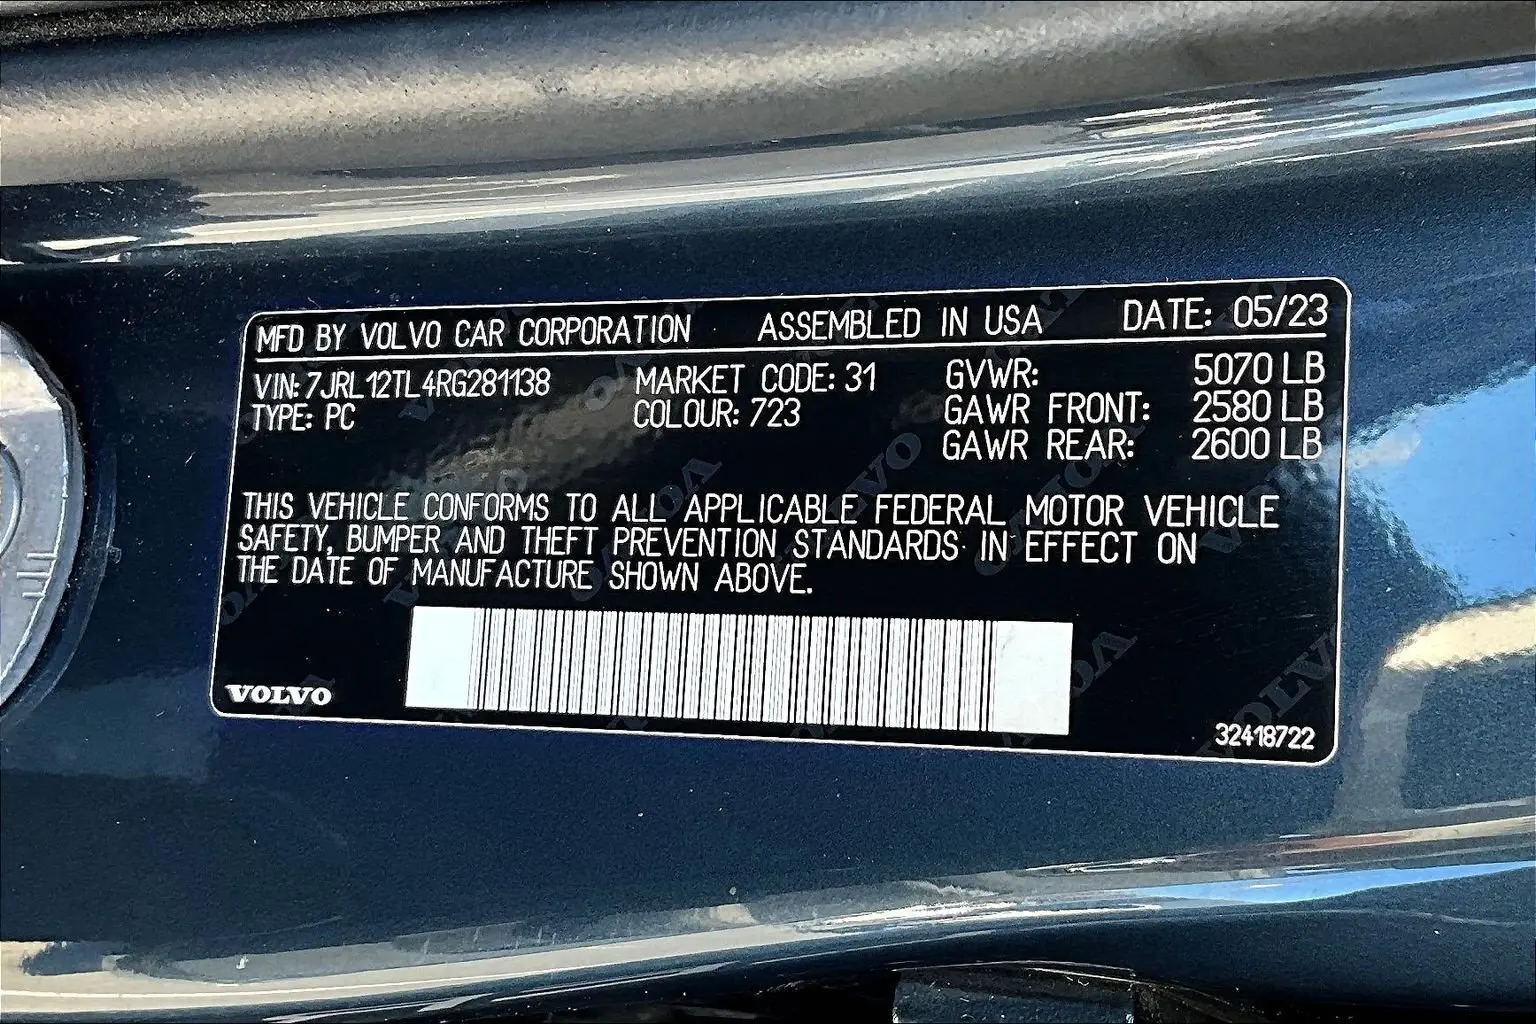 MFD BY VOLVO CAR CORPORATION ASSEMBLED IN USA DATE: 05/23
VIN: 7JRL12TL4RG281138 MARKET CODE: 31 GVWR: 5070 LB
TYPE: PC COLOUR: 723 GAWR FRONT: 2580 LB
GAWR REAR: 2600 LB
THIS VEHICLE CONFORMS TO ALL APPLICABLE FEDERAL MOTOR VEHICLE
SAFETY, BUMPER AND THEFT PREVENTION STANDARDS IN EFFECT ON
THE DATE OF MANUFACTURE SHOWN ABOVE.
VOLVO
32418722